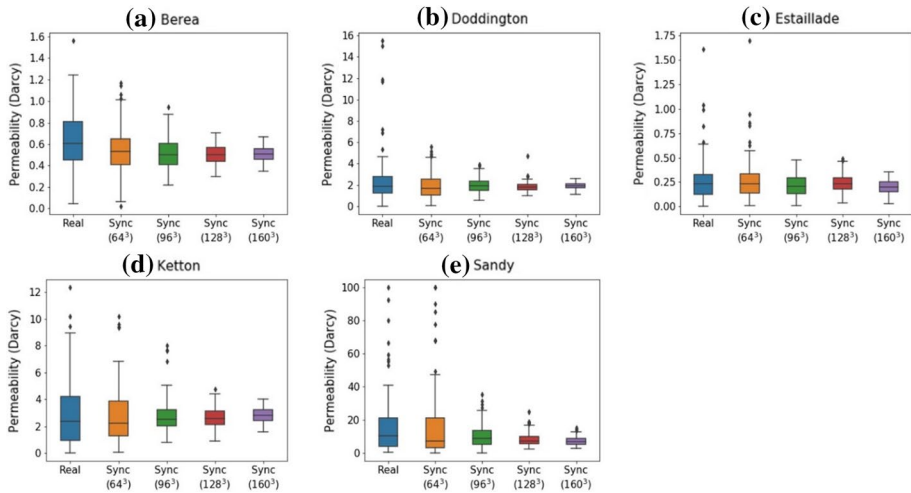 (a) Berea
Permeability (Darcy)
1.6
1.4
1.2
1.0
0.8
0.6
0.4
0.2
0.0
Real Sync Sync Sync Sync
(64³) (96³) (128³) (160³)
(b) Doddington
Permeability (Darcy)
16
14
12
10
8
6
4
2
0
Real Sync Sync Sync Sync
(64³) (96³) (128³) (160³)
(c) Estaillade
Permeability (Darcy)
1.75
1.50
1.25
1.00
0.75
0.50
0.25
0.00
Real Sync Sync Sync Sync
(64³) (96³) (128³) (160³)
(d) Ketton
Permeability (Darcy)
12
10
8
6
4
2
0
Real Sync Sync Sync Sync
(64³) (96³) (128³) (160³)
(e) Sandy
Permeability (Darcy)
100
80
60
40
20
0
Real Sync Sync Sync Sync
(64³) (96³) (128³) (160³)